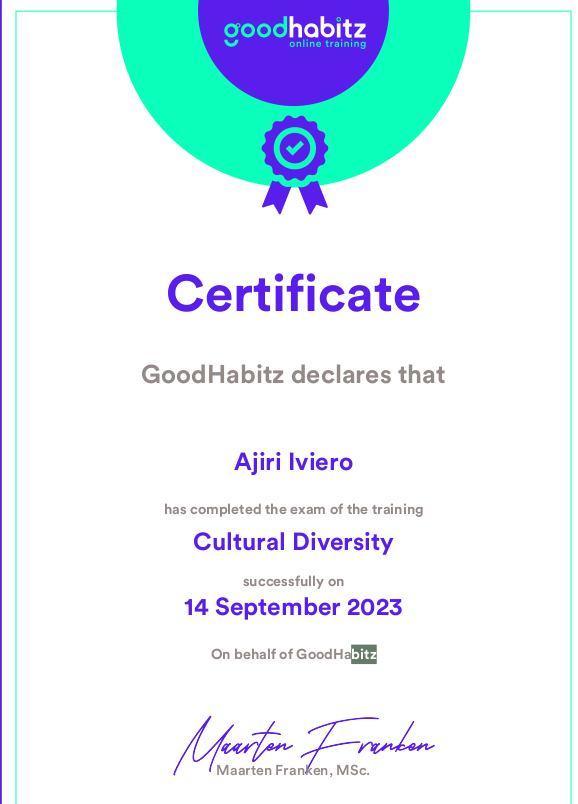 goodhabitz
online training
Certificate
GoodHabitz declares that
Ajiri Iviero
has completed the exam of the training
Cultural Diversity
successfully on
14 September 2023
On behalf of GoodHabitz
Maarten Franken
Maarten Franken, MSc.